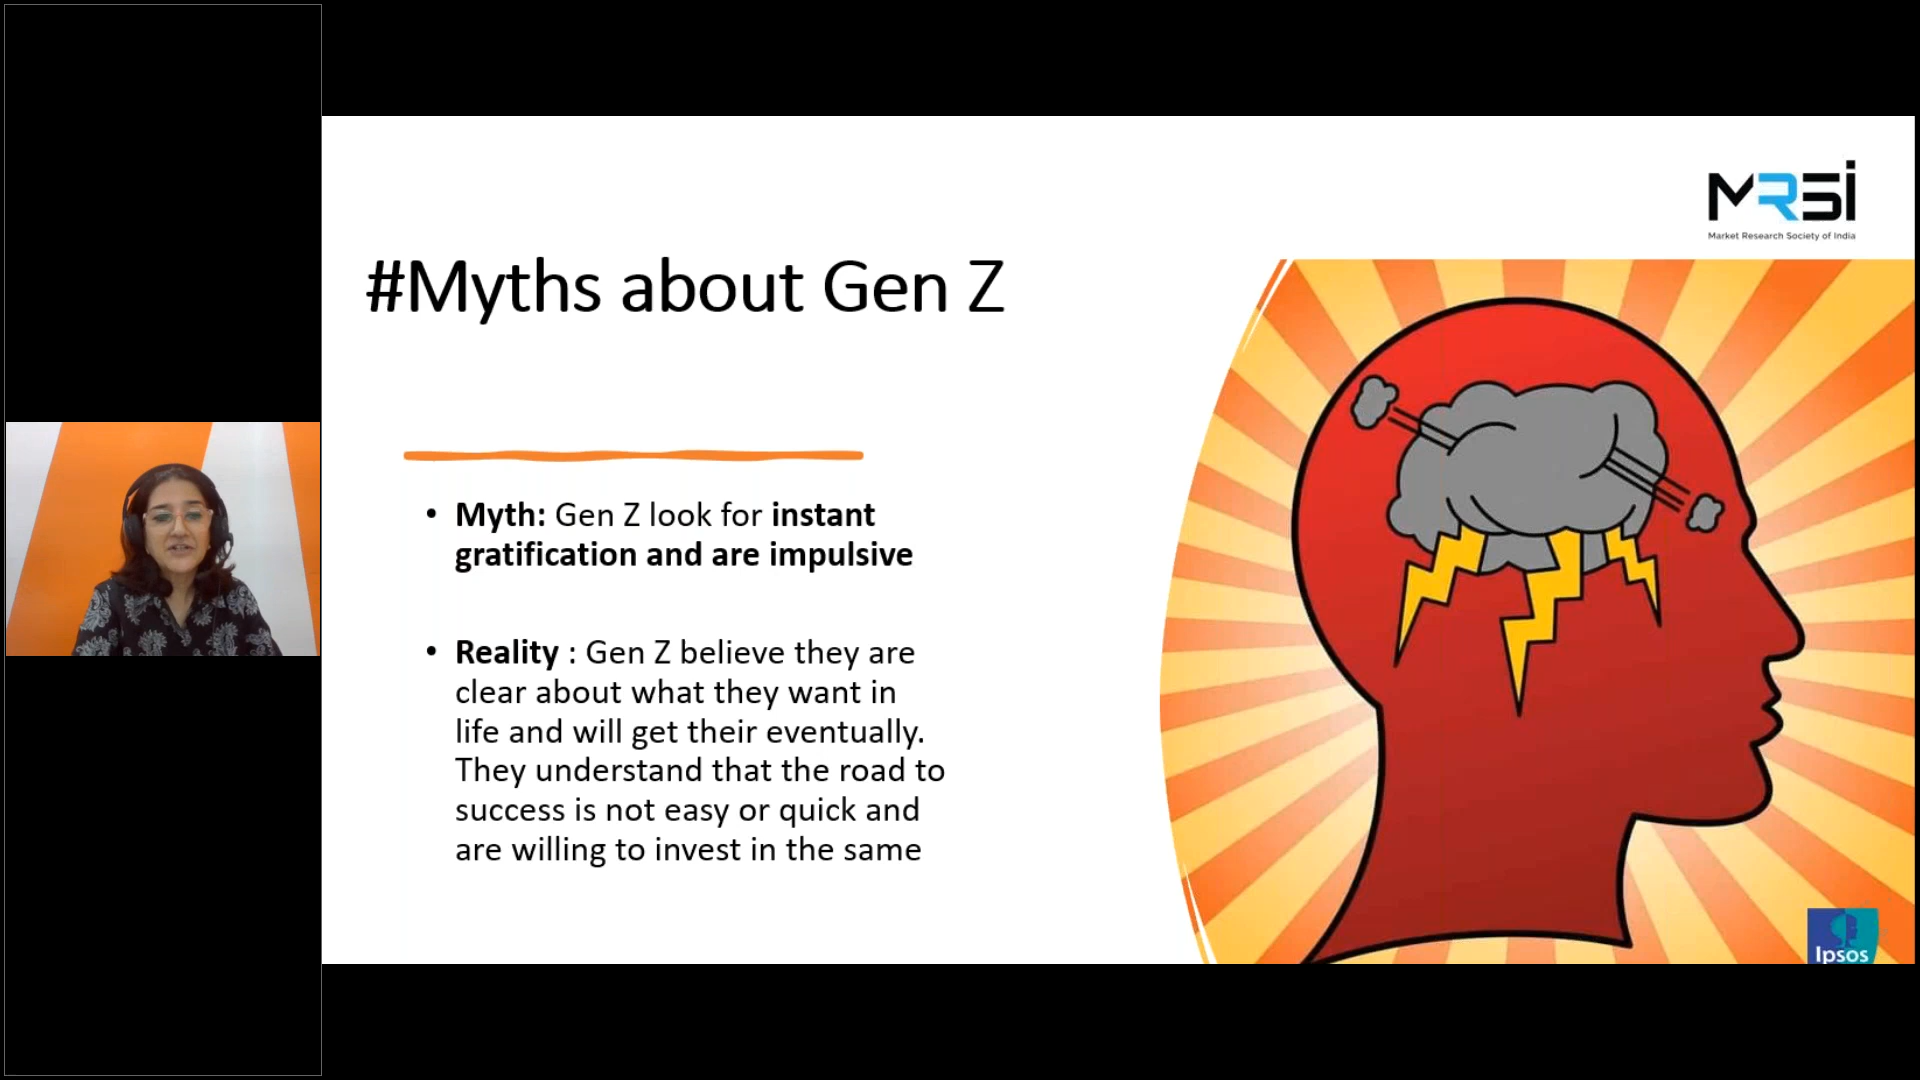 MRSI
Market Research Society of India
#Myths about Gen Z
• Myth: Gen Z look for instant
gratification and are impulsive
• Reality : Gen Z believe they are
clear about what they want in
life and will get their eventually.
They understand that the road to
success is not easy or quick and
are willing to invest in the same
Ipsos